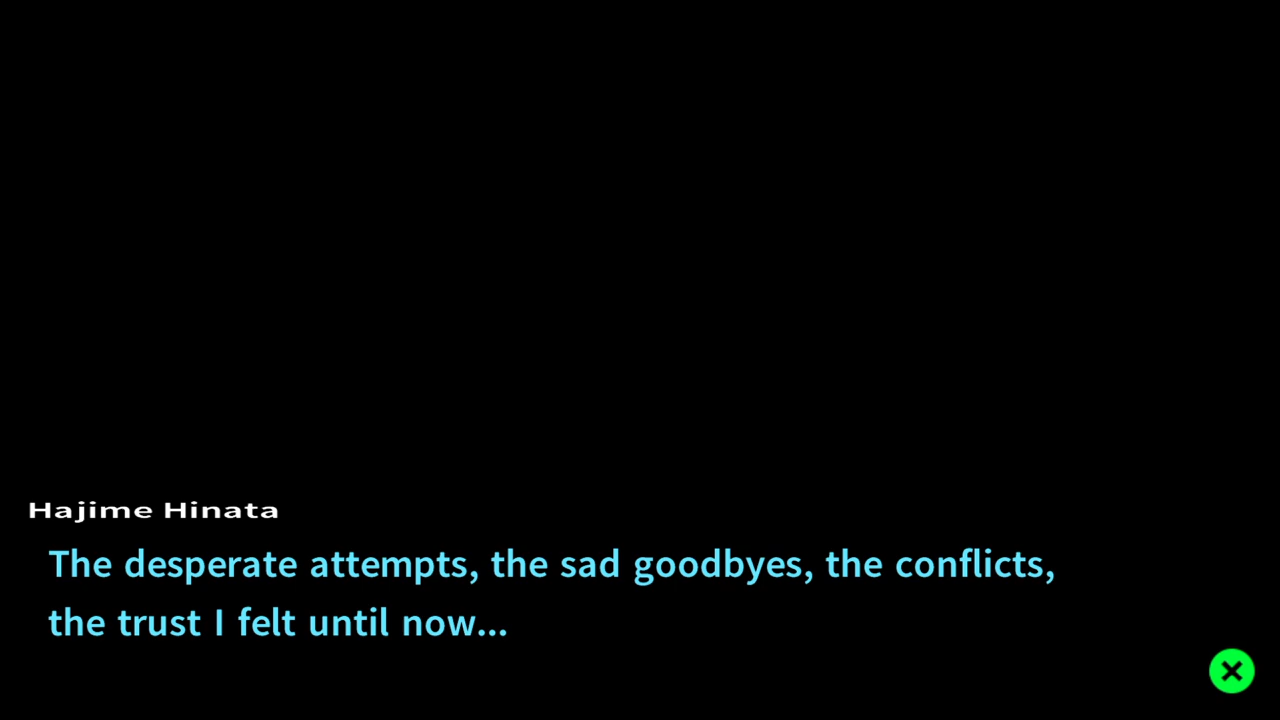 Hajime Hinata
The desperate attempts, the sad goodbyes, the conflicts,
the trust I felt until now...